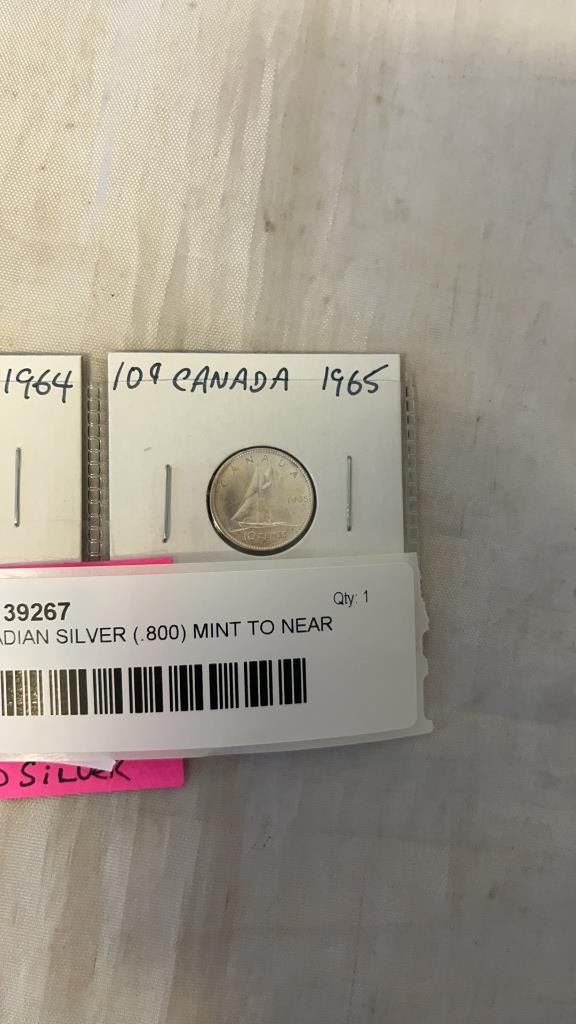 1964
10¢ CANADA 1965
CANADA
1965
10 CENTS
39267
Qty: 1
ADIAN SILVER (.800) MINT TO NEAR
SiLVER